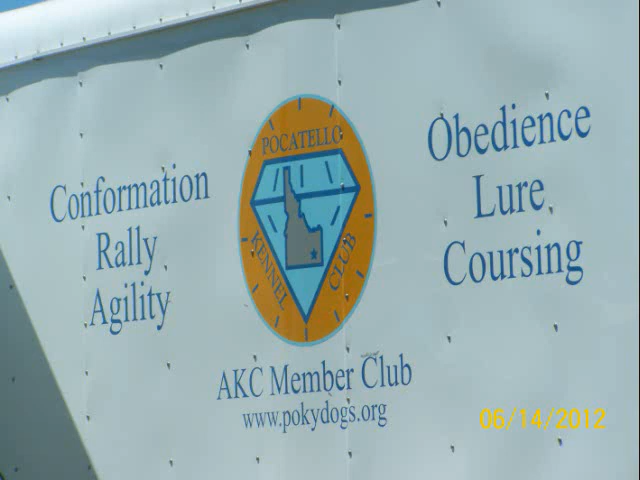 Conformation
Rally
Agility
POCATELLO
KENNEL CLUB
Obedience
Lure
Coursing
AKC Member Club
www.pokydogs.org
06/14/2012